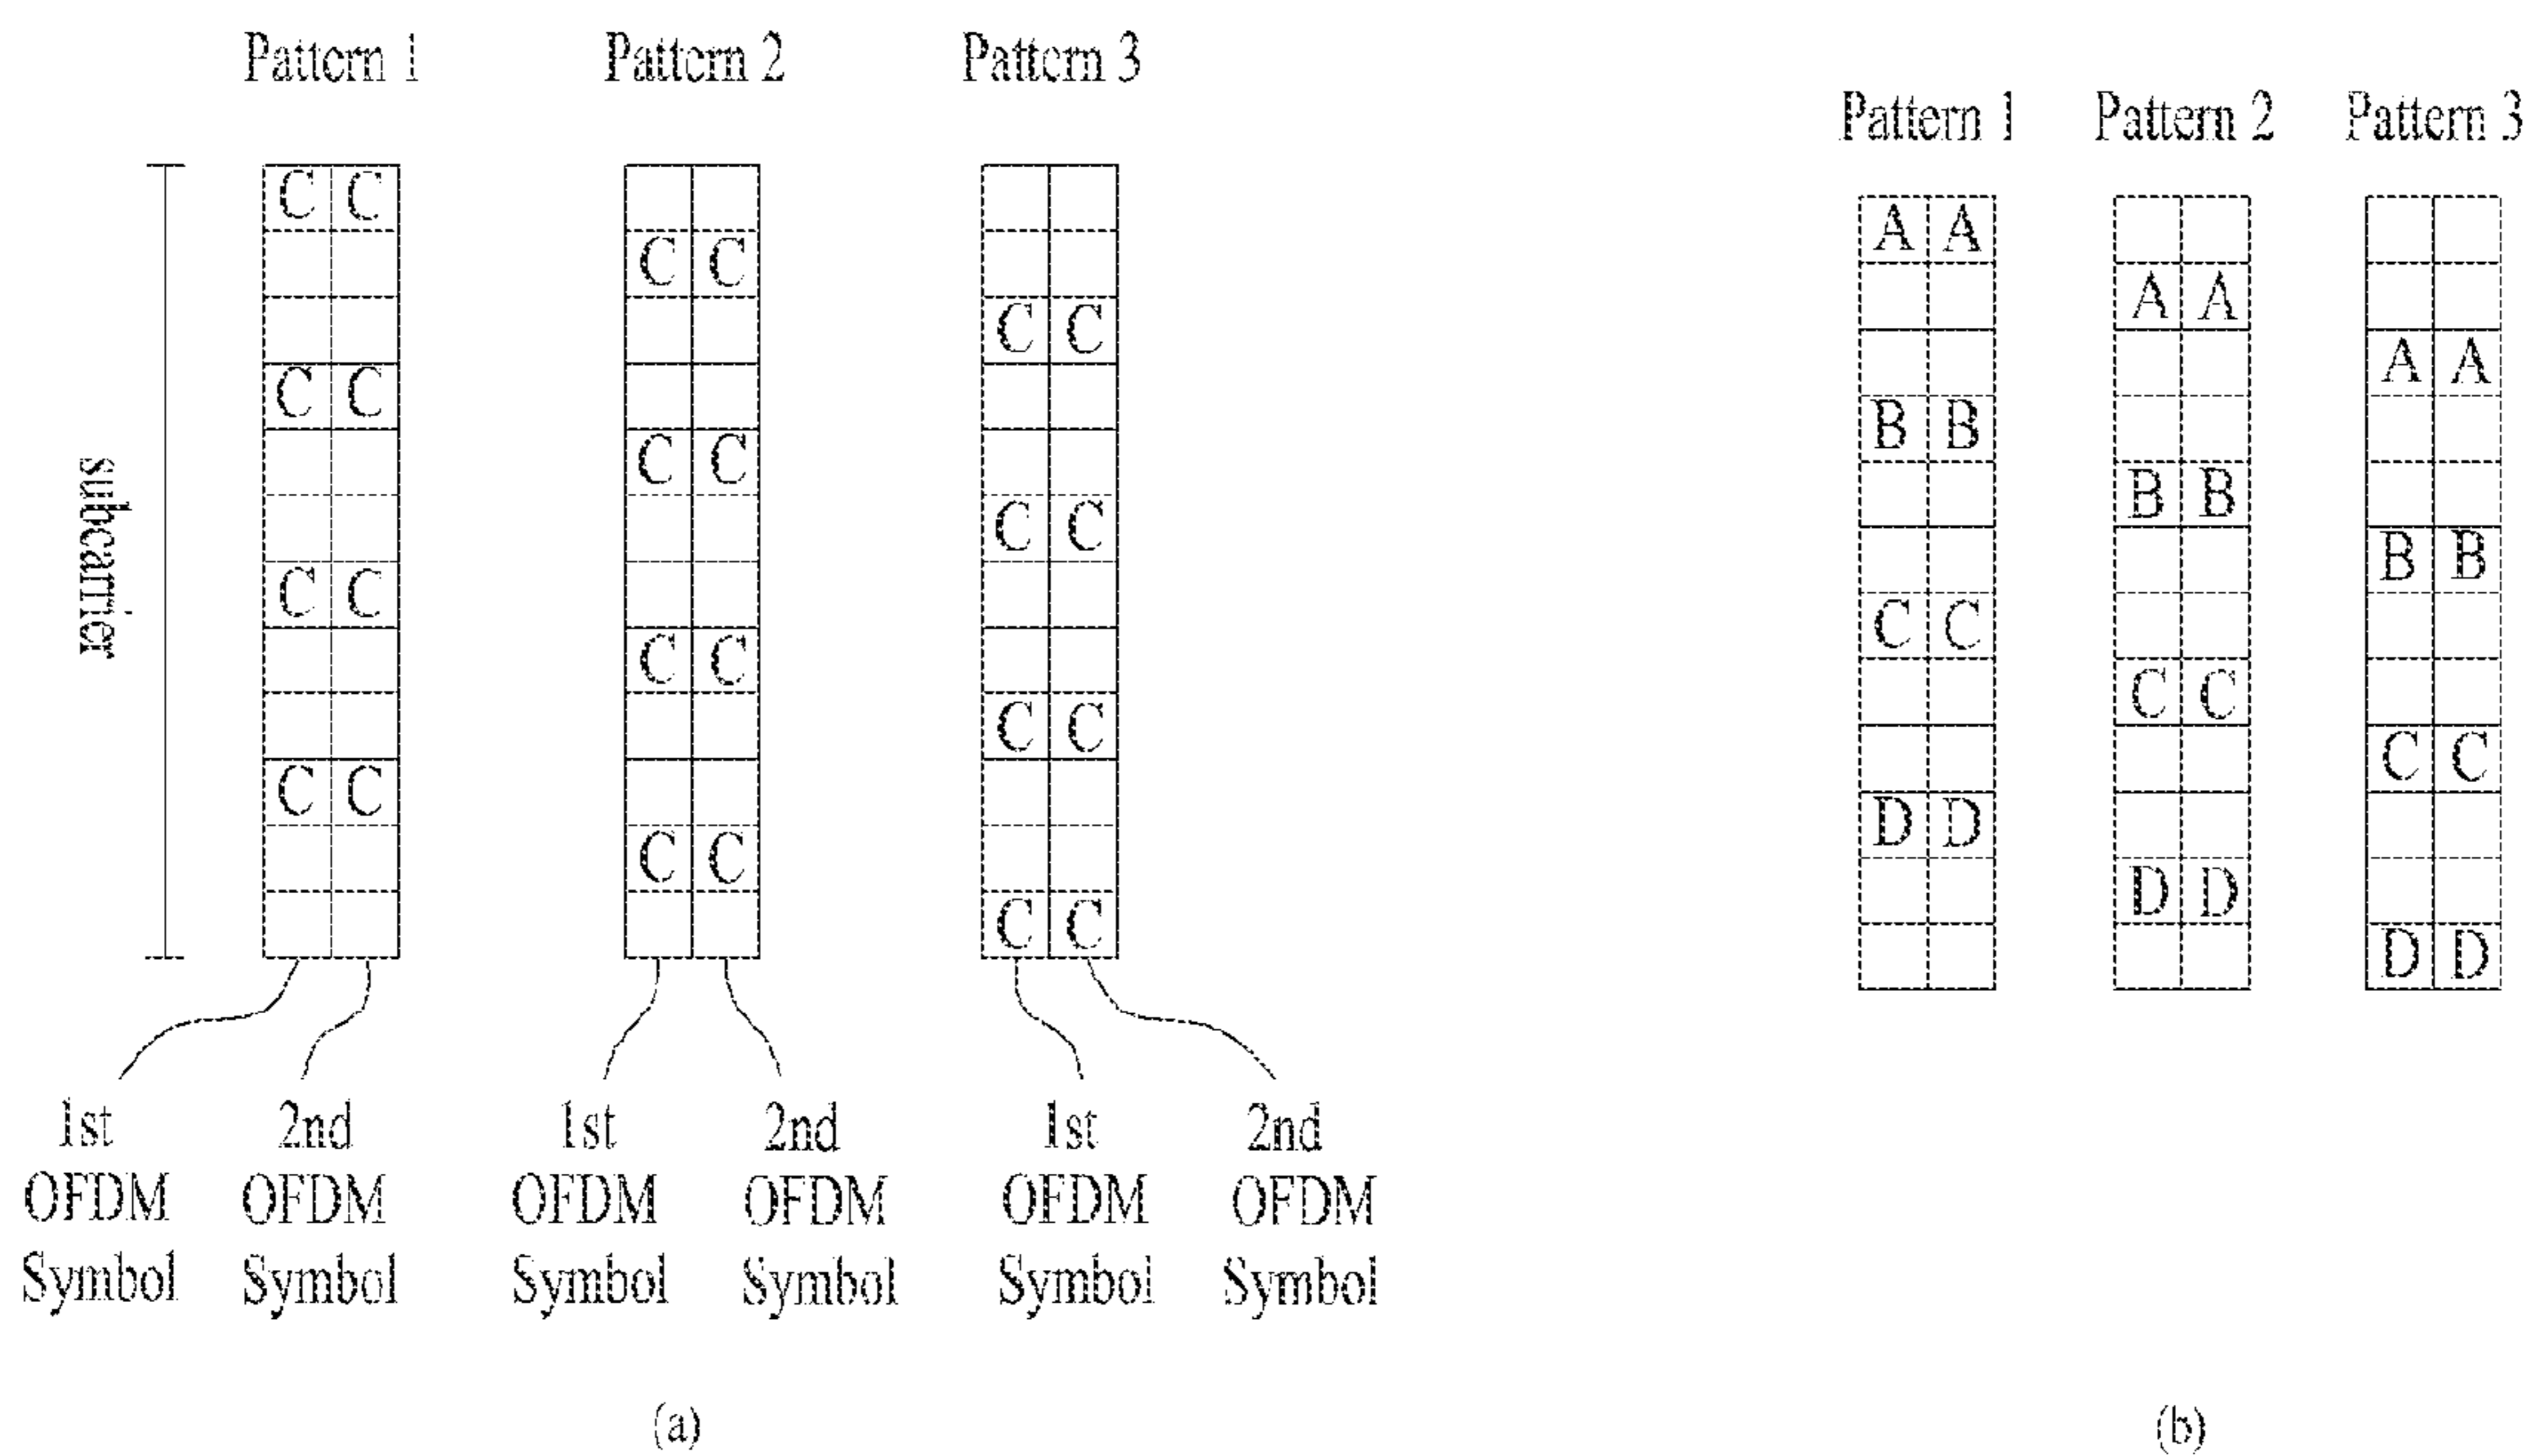 Pattern 1 Pattern 2 Pattern 3
C C
C C
C C
C C
C C
C C
C C
C C
C C
C C
C C
C C
subcarrier
1st OFDM Symbol
2nd OFDM Symbol
1st OFDM Symbol
2nd OFDM Symbol
1st OFDM Symbol
2nd OFDM Symbol
(a)
Pattern 1 Pattern 2 Pattern 3
A A
B B
C C
D D
A A
B B
C C
D D
A A
B B
C C
D D
(b)